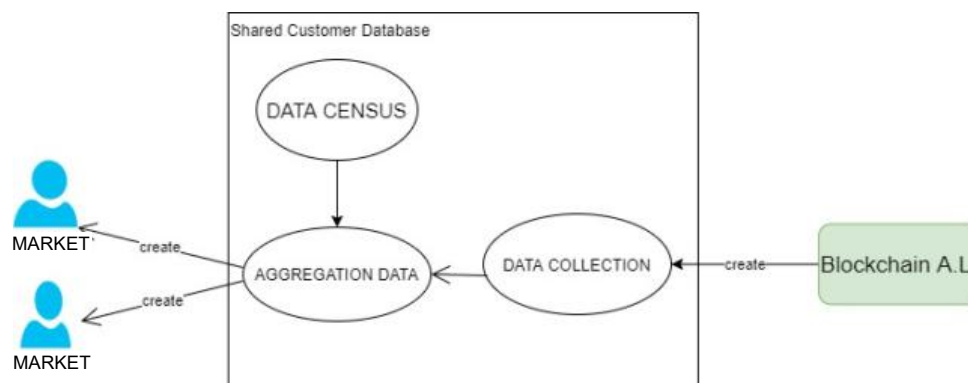 Shared Customer Database
DATA CENSUS
MARKET
create
AGGREGATION DATA
DATA COLLECTION
create
Blockchain A.L
create
MARKET